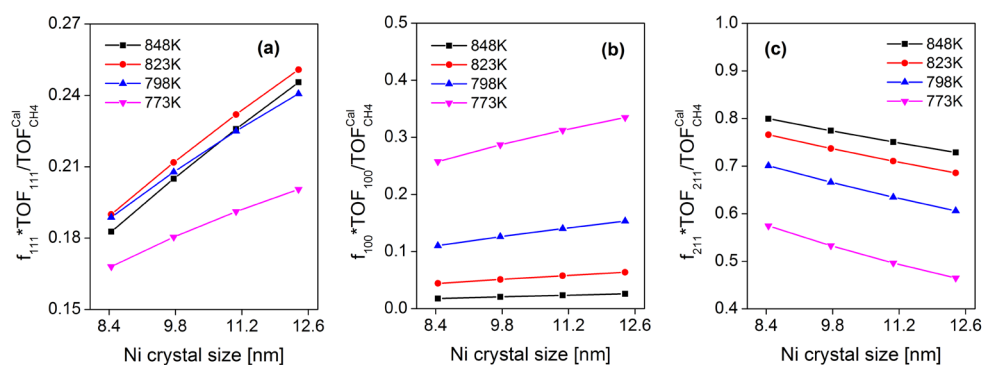 (a)
848K
823K
798K
773K
f111*TOF111/TOFCH4Cal
0.27
0.24
0.21
0.18
0.15
8.4 9.8 11.2 12.6
Ni crystal size [nm]
(b)
848K
823K
798K
773K
f100*TOF100/TOFCH4Cal
0.5
0.4
0.3
0.2
0.1
0.0
8.4 9.8 11.2 12.6
Ni crystal size [nm]
(c)
848K
823K
798K
773K
f211*TOF211/TOFCH4Cal
1.0
0.9
0.8
0.7
0.6
0.5
0.4
8.4 9.8 11.2 12.6
Ni crystal size [nm]